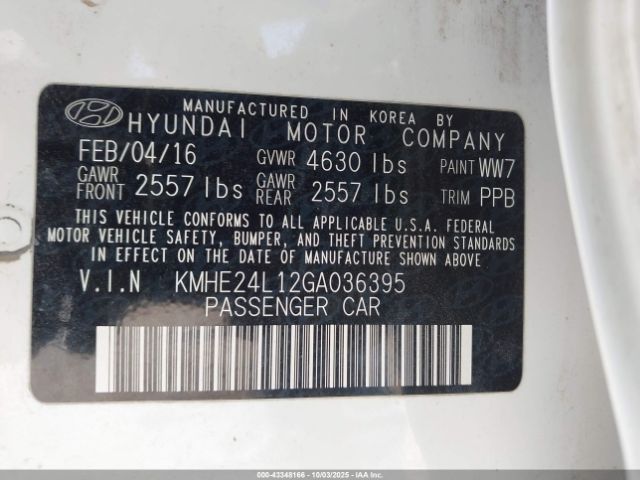 MANUFACTURED IN KOREA BY
HYUNDAI MOTOR COMPANY
FEB/04/16 GVWR 4630 lbs PAINT WW7
GAWR FRONT 2557 lbs GAWR REAR 2557 lbs TRIM PPB
THIS VEHICLE CONFORMS TO ALL APPLICABLE U.S.A. FEDERAL
MOTOR VEHICLE SAFETY, BUMPER, AND THEFT PREVENTION STANDARDS
IN EFFECT ON THE DATE OF MANUFACTURE SHOWN ABOVE.
V.I.N KMHE24L12GA036395
PASSENGER CAR
000-43348166 - 10/03/2025 - IAAI.COM